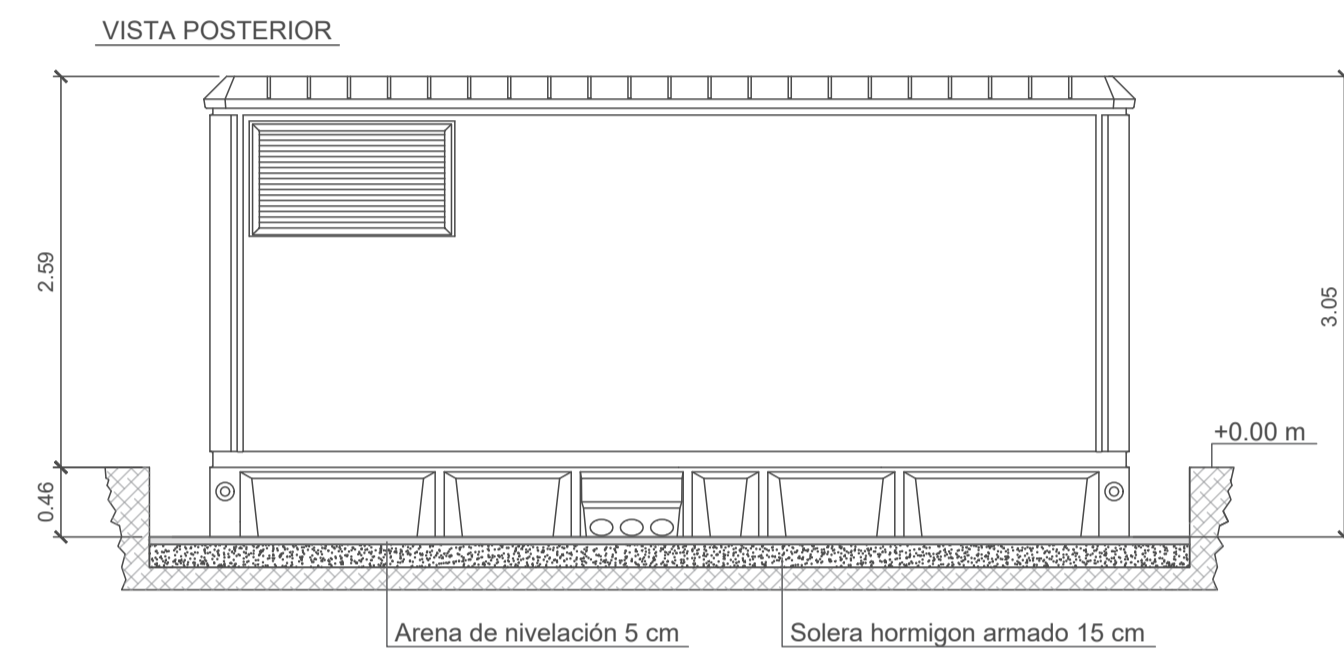 VISTA POSTERIOR
2.59
3.05
+0.00 m
0.46
Arena de nivelación 5 cm
Solera hormigon armado 15 cm